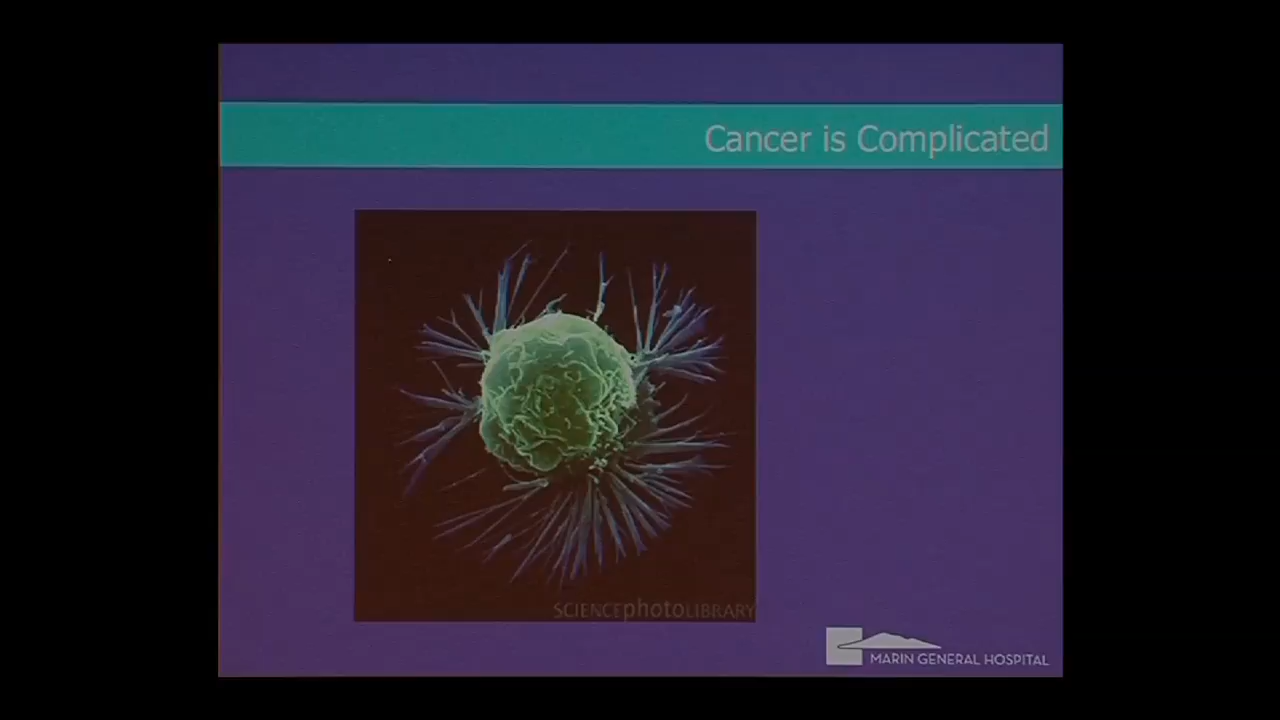 Cancer is Complicated
SCIENCEphotoLIBRARY
MARIN GENERAL HOSPITAL